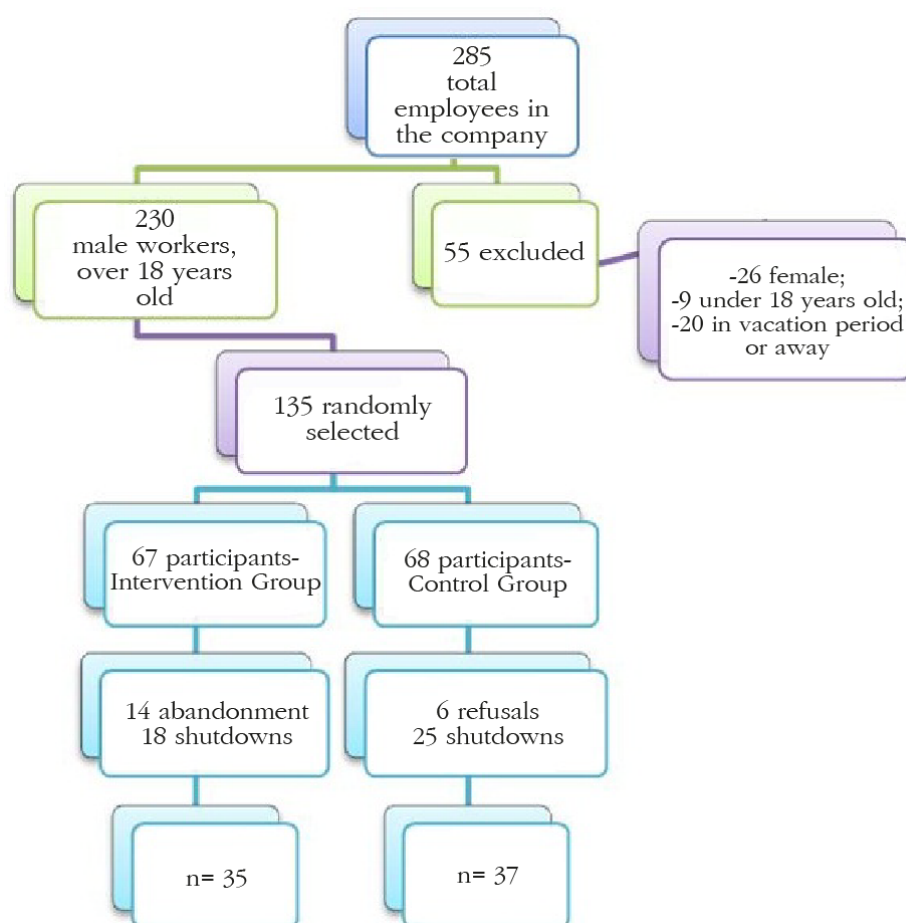 285
total
employees in
the company
230
male workers,
over 18 years
old
55 excluded
-26 female;
-9 under 18 years old;
-20 in vacation period
or away
135 randomly
selected
67 participants-
Intervention Group
68 participants-
Control Group
14 abandonment
18 shutdowns
6 refusals
25 shutdowns
n= 35
n= 37